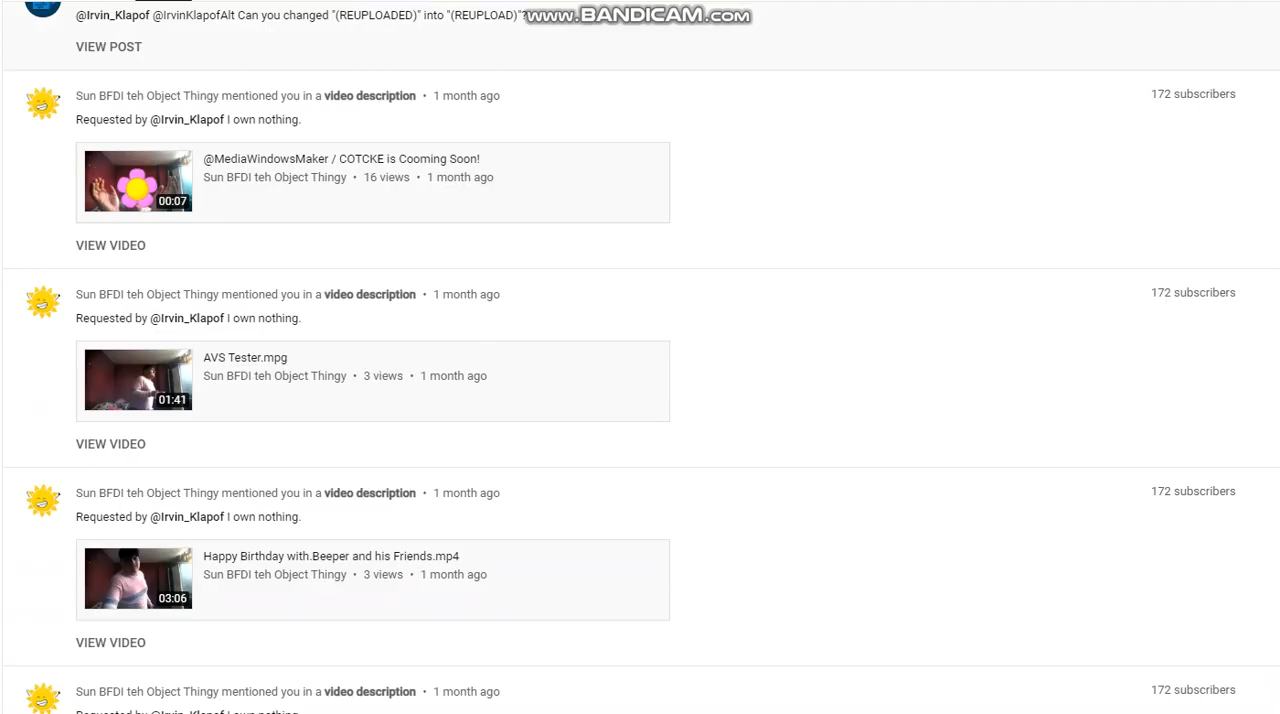 @Irvin_Klapof @IrvinKlapofAlt Can you changed "(REUPLOADED)" into "(REUPLOAD)"?
www.BANDICAM.com
VIEW POST
Sun BFDI teh Object Thingy mentioned you in a video description • 1 month ago
172 subscribers
Requested by @Irvin_Klapof I own nothing.
@MediaWindowsMaker / COTCKE is Cooming Soon!
Sun BFDI teh Object Thingy • 16 views • 1 month ago
00:07
VIEW VIDEO
Sun BFDI teh Object Thingy mentioned you in a video description • 1 month ago
172 subscribers
Requested by @Irvin_Klapof I own nothing.
AVS Tester.mpg
Sun BFDI teh Object Thingy • 3 views • 1 month ago
01:41
VIEW VIDEO
Sun BFDI teh Object Thingy mentioned you in a video description • 1 month ago
172 subscribers
Requested by @Irvin_Klapof I own nothing.
Happy Birthday with.Beeper and his Friends.mp4
Sun BFDI teh Object Thingy • 3 views • 1 month ago
03:06
VIEW VIDEO
Sun BFDI teh Object Thingy mentioned you in a video description • 1 month ago
172 subscribers
Requested by @Irvin_Klapof I own nothing.